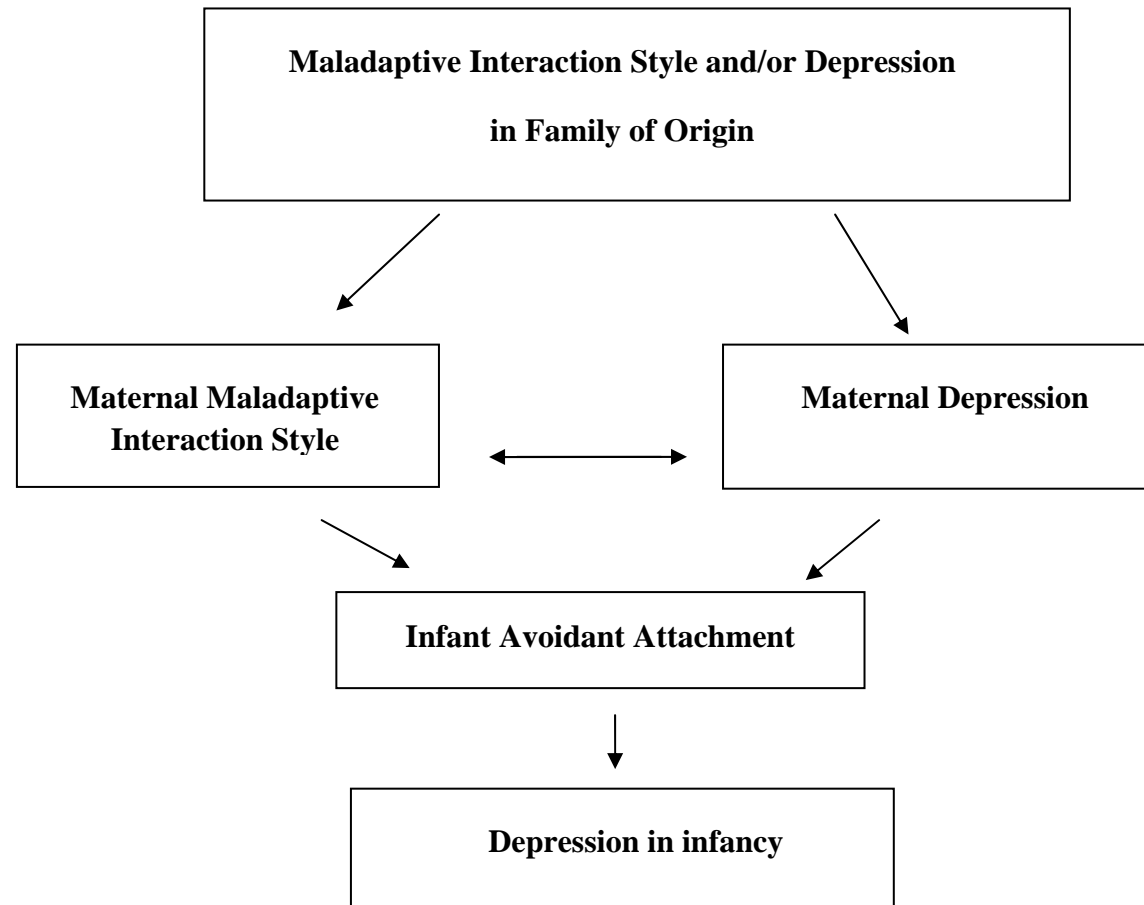 Maladaptive Interaction Style and/or Depression
in Family of Origin
Maternal Maladaptive
Interaction Style
Maternal Depression
Infant Avoidant Attachment
Depression in infancy